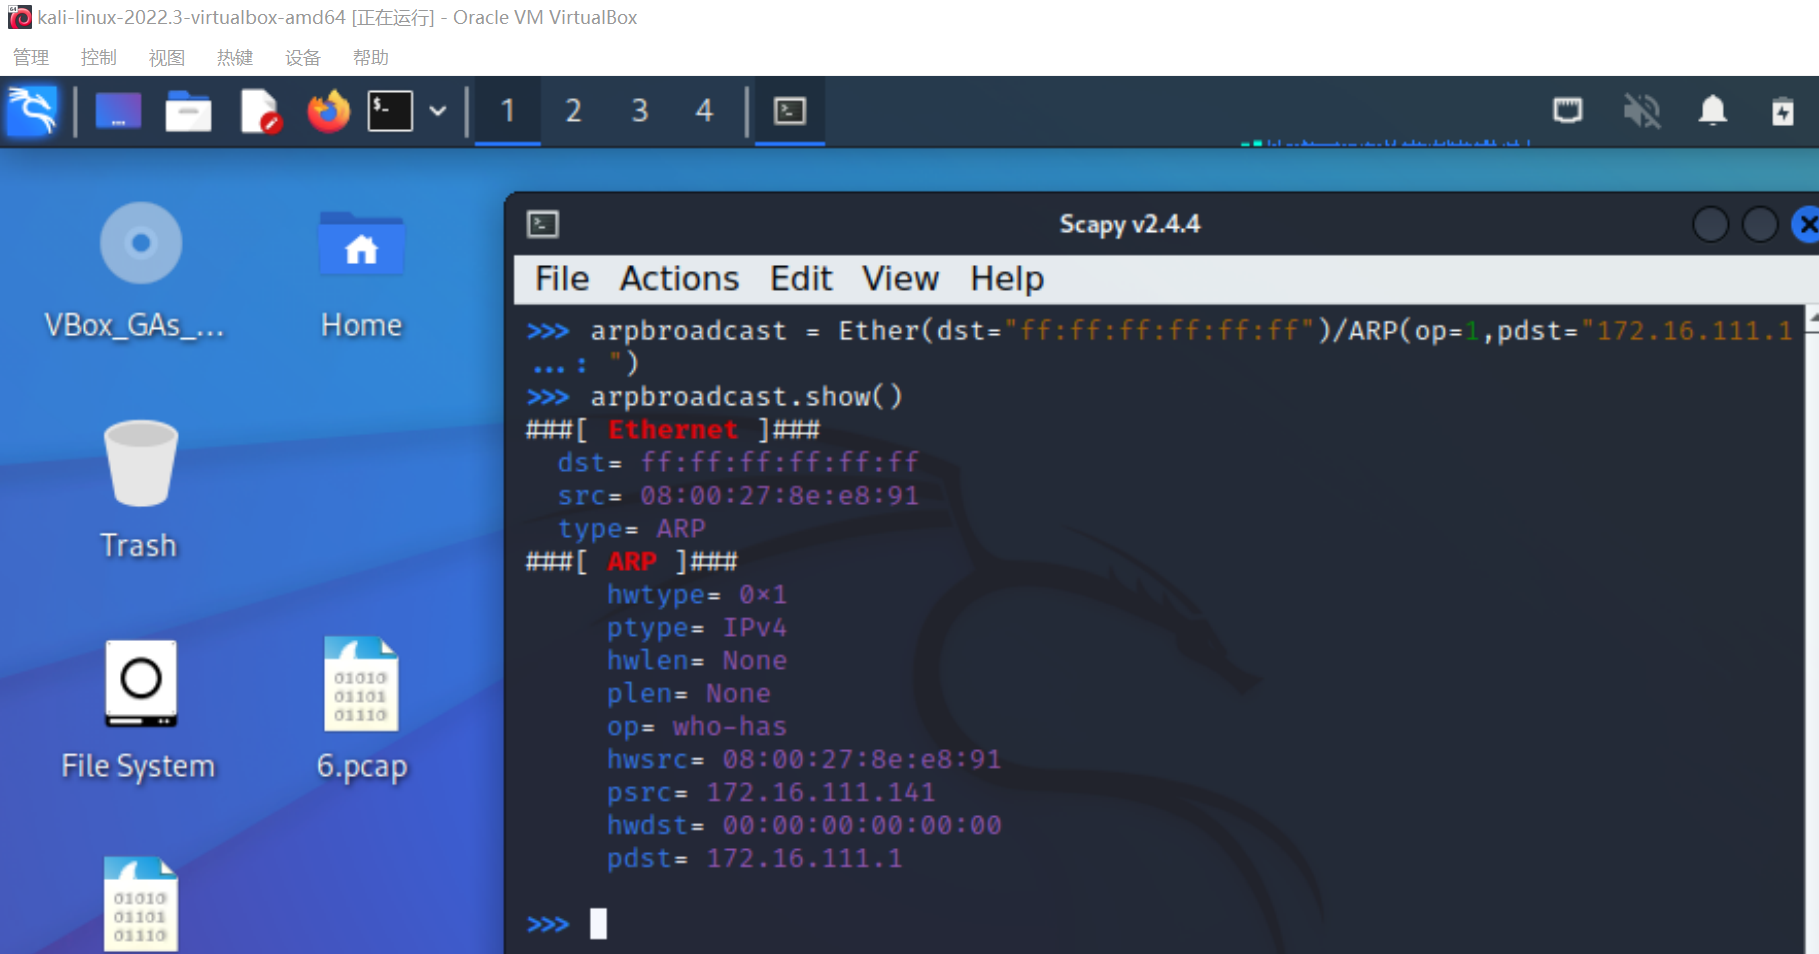 kali-linux-2022.3-virtualbox-amd64 [正在运行] - Oracle VM VirtualBox
管理 控制 视图 热键 设备 帮助
1 2 3 4
VBox_GAs_...
Home
Trash
File System
6.pcap
Scapy v2.4.4
File Actions Edit View Help
>>> arpbroadcast = Ether(dst="ff:ff:ff:ff:ff:ff")/ARP(op=1,pdst="172.16.111.1
...: ")
>>> arpbroadcast.show()
###[ Ethernet ]###
dst= ff:ff:ff:ff:ff:ff
src= 08:00:27:8e:e8:91
type= ARP
###[ ARP ]###
hwtype= 0×1
ptype= IPv4
hwlen= None
plen= None
op= who-has
hwsrc= 08:00:27:8e:e8:91
psrc= 172.16.111.141
hwdst= 00:00:00:00:00:00
pdst= 172.16.111.1
>>>